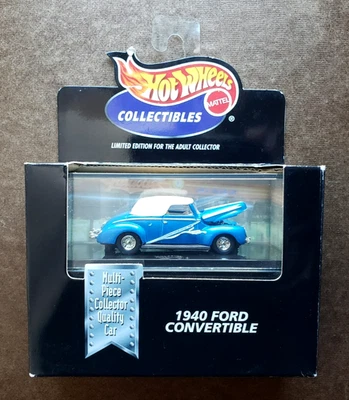 HOT WHEELS
MATTEL
COLLECTIBLES ®
LIMITED EDITION FOR THE ADULT COLLECTOR
Multi-
Piece
Collector
Quality
Car
1940 FORD
CONVERTIBLE